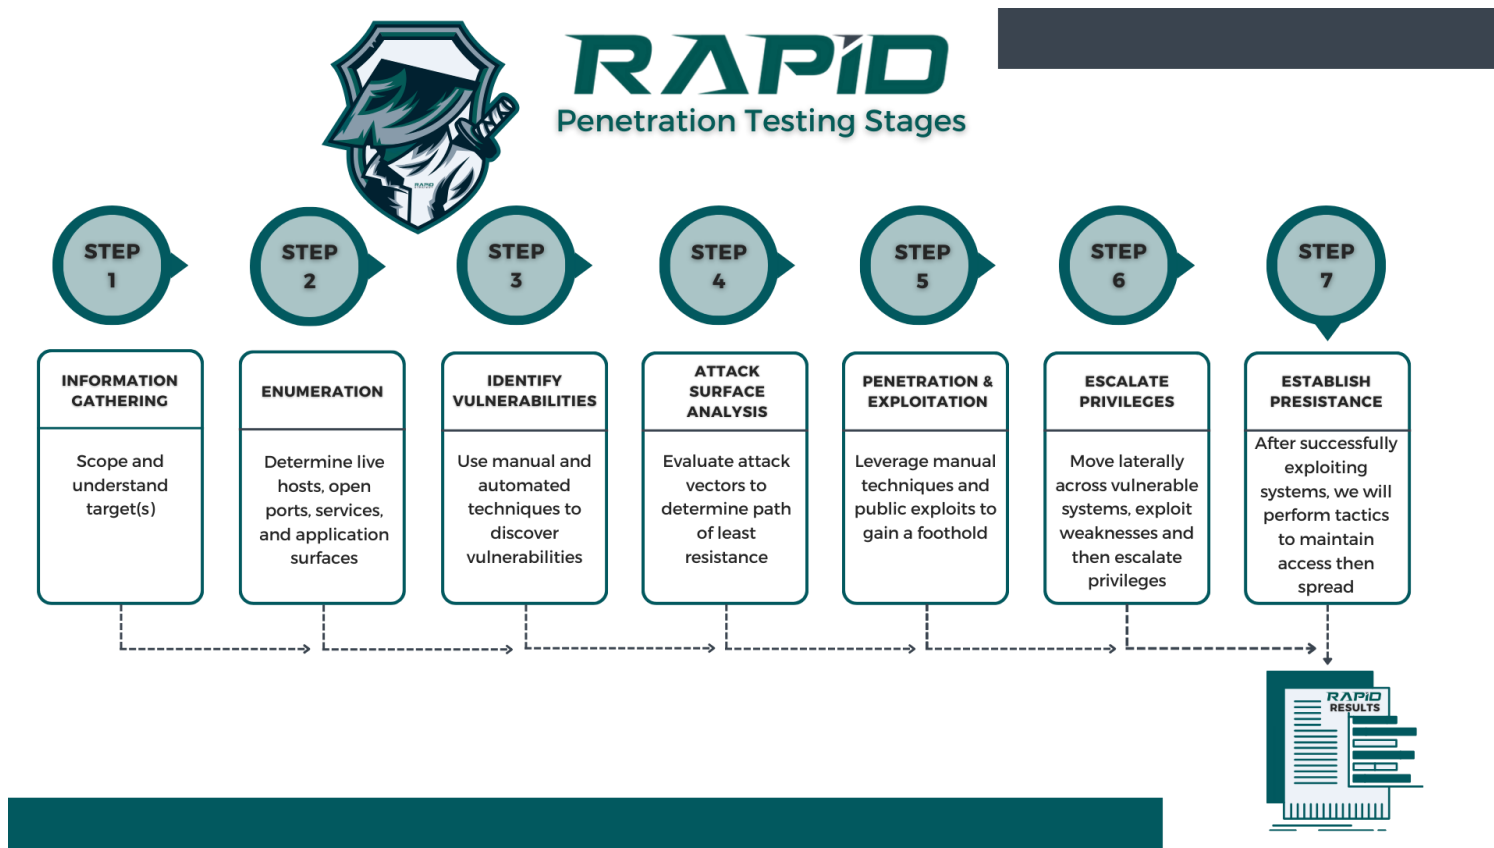 RAPiD
Penetration Testing Stages
RAPID
STEP
1
STEP
2
STEP
3
STEP
4
STEP
5
STEP
6
STEP
7
INFORMATION
GATHERING
Scope and
understand
target(s)
ENUMERATION
Determine live
hosts, open
ports, services,
and application
surfaces
IDENTIFY
VULNERABILITIES
Use manual and
automated
techniques to
discover
vulnerabilities
ATTACK
SURFACE
ANALYSIS
Evaluate attack
vectors to
determine path
of least
resistance
PENETRATION &
EXPLOITATION
Leverage manual
techniques and
public exploits to
gain a foothold
ESCALATE
PRIVILEGES
Move laterally
across vulnerable
systems, exploit
weaknesses and
then escalate
privileges
ESTABLISH
PRESISTANCE
After successfully
exploiting
systems, we will
perform tactics
to maintain
access then
spread
RAPiD
RESULTS